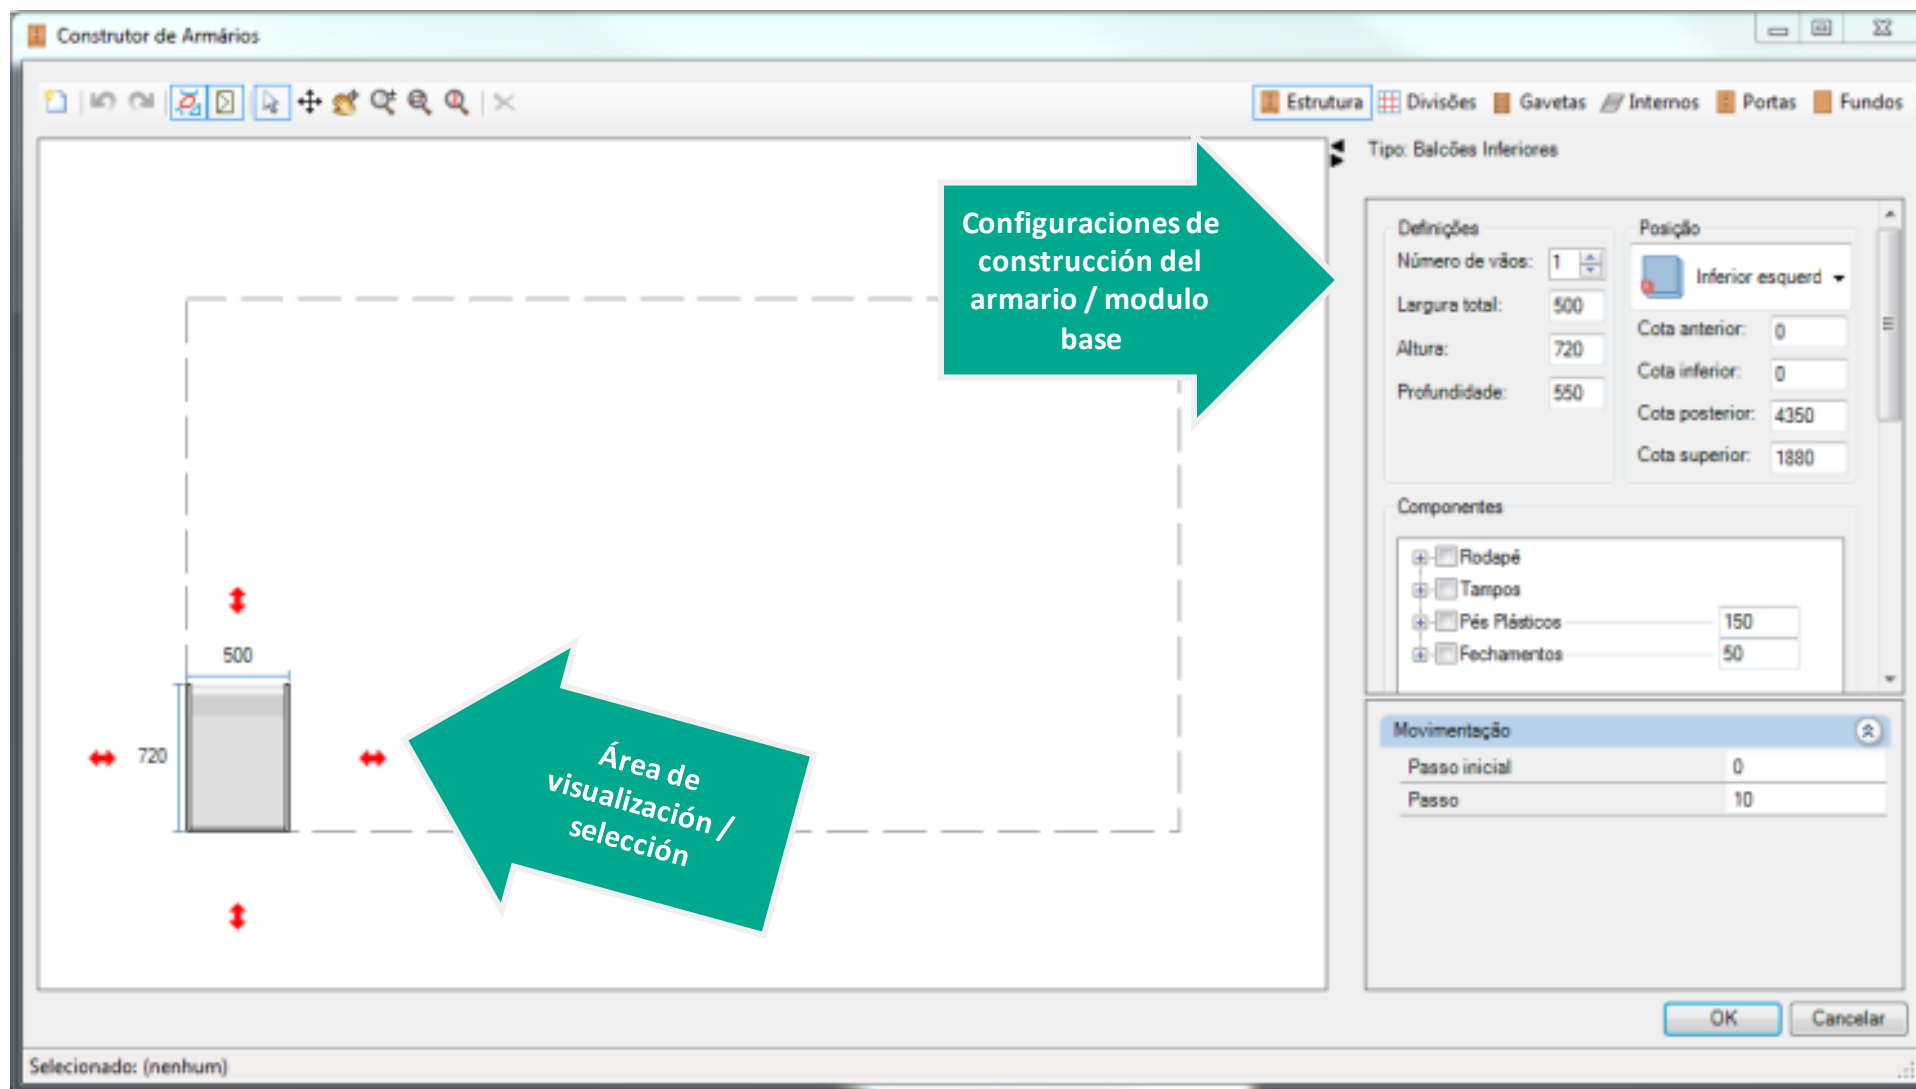 Construtor de Armários
Estrutura Divisões Gavetas Internos Portas Fundos
Tipo: Balcões Inferiores
Configuraciones de
construcción del
armario / modulo
base
Definições
Número de vãos: 1
Largura total: 500
Altura: 720
Profundidade: 550
Posição
Inferior esquerd
Cota anterior: 0
Cota inferior: 0
Cota posterior: 4350
Cota superior: 1880
Componentes
Rodapé
Tampos
Pés Plásticos 150
Fechamentos 50
500
720
Área de
visualización /
selección
Movimentação
Passo inicial 0
Passo 10
OK Cancelar
Selecionado: (nenhum)